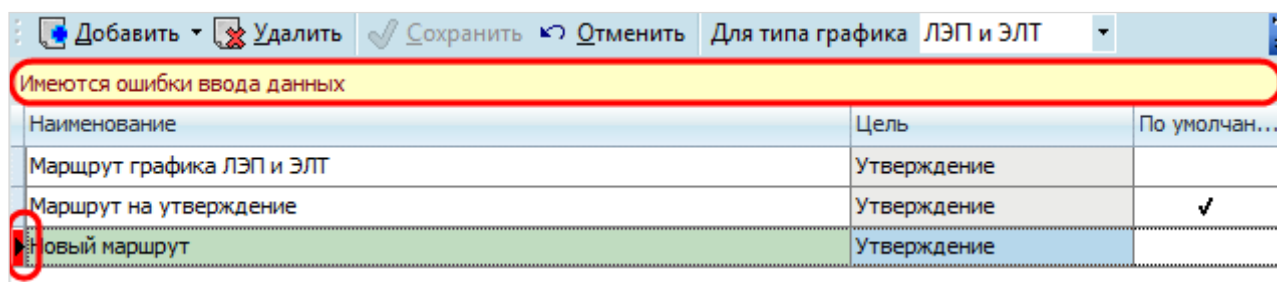 Добавить Удалить Сохранить Отменить Для типа графика ЛЭП и ЭЛТ
Имеются ошибки ввода данных
Наименование Цель По умолчан...
Марщрут графика ЛЭП и ЭЛТ Утверждение
Маршрут на утверждение Утверждение ✓
Новый маршрут Утверждение